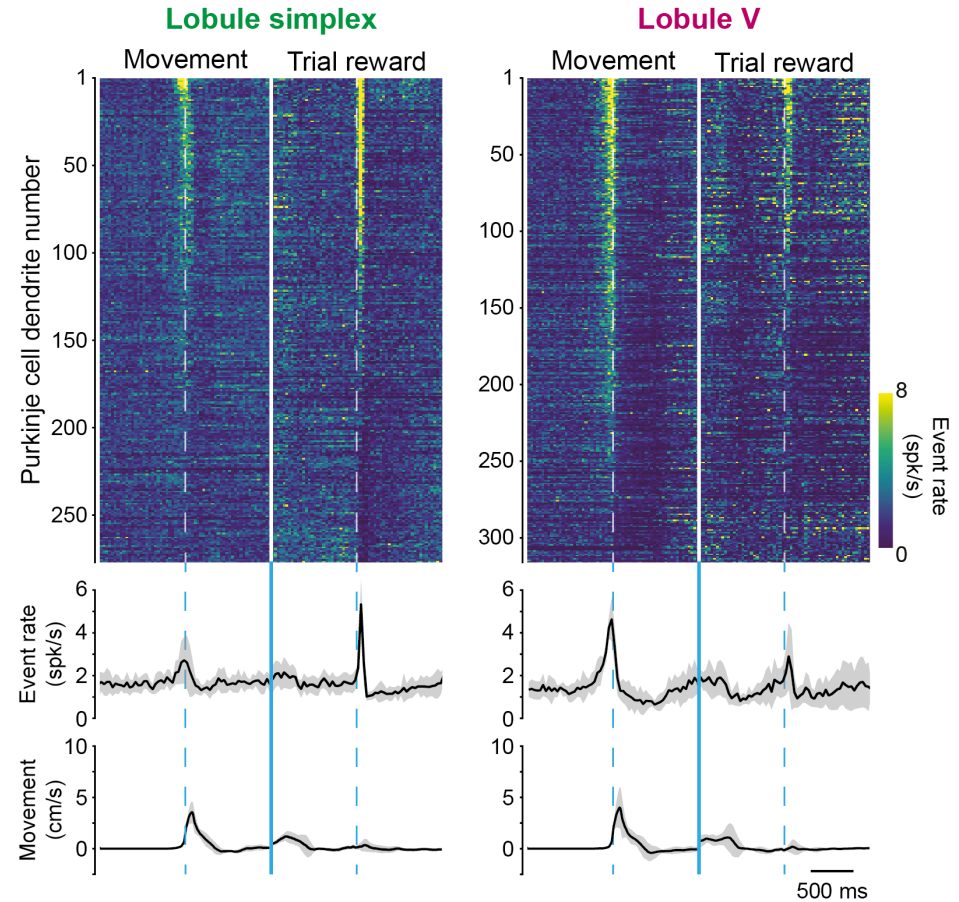 Lobule simplex
Lobule V
Movement
Trial reward
Movement
Trial reward
Purkinje cell dendrite number
1
50
100
150
200
250
1
50
100
150
200
250
300
8
0
Event rate
(spk/s)
Event rate
(spk/s)
6
4
2
0
6
4
2
0
Movement
(cm/s)
10
5
0
10
5
0
500 ms